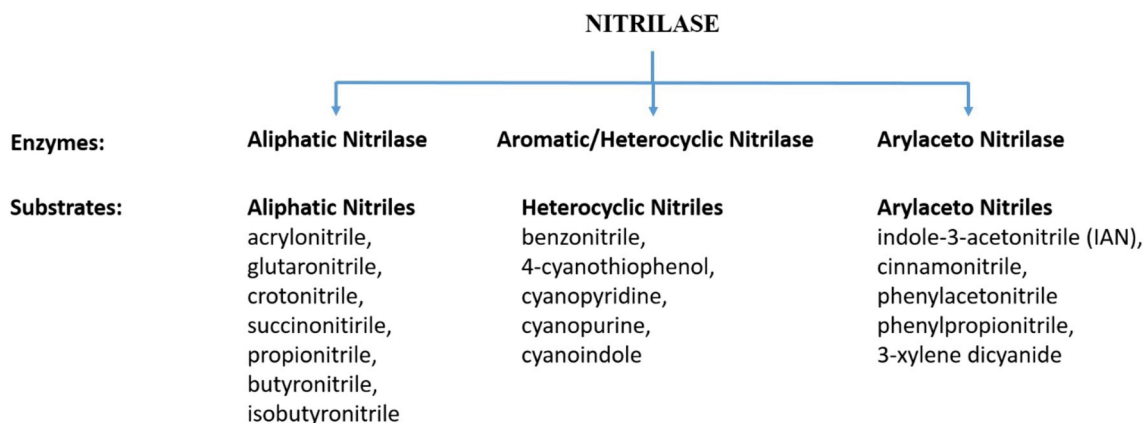 NITRILASE
Enzymes:
Aliphatic Nitrilase
Aromatic/Heterocyclic Nitrilase
Arylaceto Nitrilase
Substrates:
Aliphatic Nitriles
acrylonitrile,
glutaronitrile,
crotonitrile,
succinonitirile,
propionitrile,
butyronitrile,
isobutyronitrile
Heterocyclic Nitriles
benzonitrile,
4-cyanothiophenol,
cyanopyridine,
cyanopurine,
cyanoindole
Arylaceto Nitriles
indole-3-acetonitrile (IAN),
cinnamonitrile,
phenylacetonitrile
phenylpropionitrile,
3-xylene dicyanide